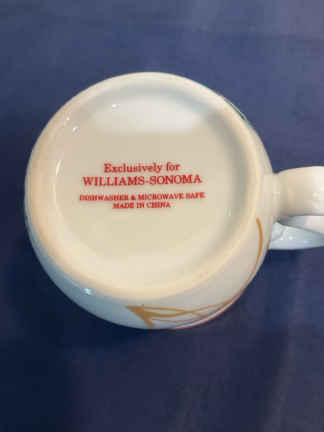 Exclusively for
WILLIAMS-SONOMA
DISHWASHER & MICROWAVE SAFE
MADE IN CHINA